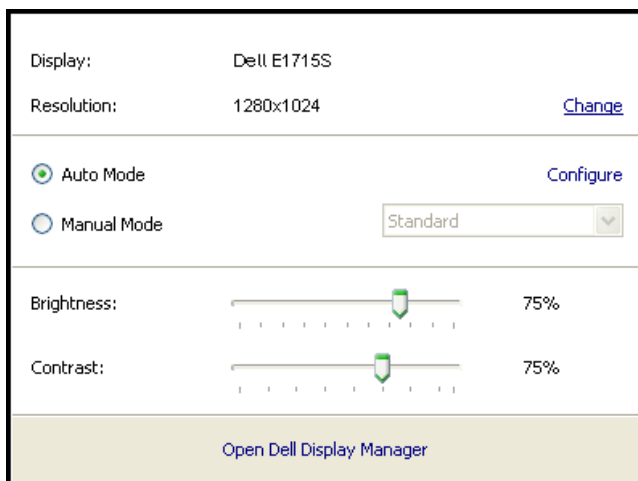 Display: Dell E1715S
Resolution: 1280x1024 Change
Auto Mode Configure
Manual Mode Standard
Brightness: 75%
Contrast: 75%
Open Dell Display Manager